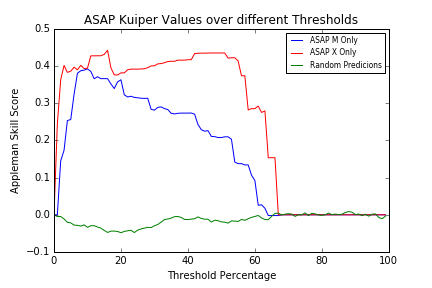 ASAP Kuiper Values over different Thresholds
0.5
0.4
0.3
0.2
0.1
0.0
−0.1
Appleman Skill Score
ASAP M Only
ASAP X Only
Random Predicions
0 20 40 60 80 100
Threshold Percentage